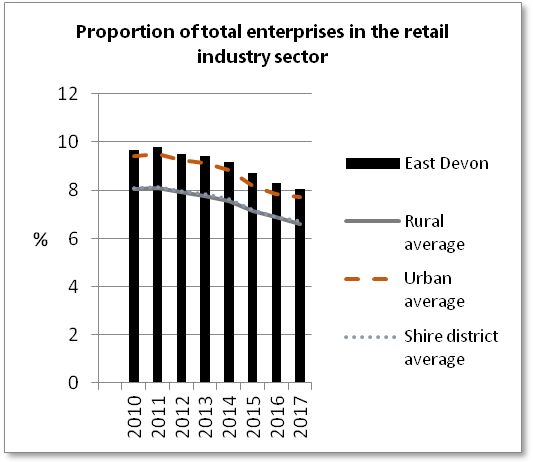 Proportion of total enterprises in the retail
industry sector
12
10
8
6
4
2
0
%
2010
2011
2012
2013
2014
2015
2016
2017
East Devon
Rural
average
Urban
average
Shire district
average